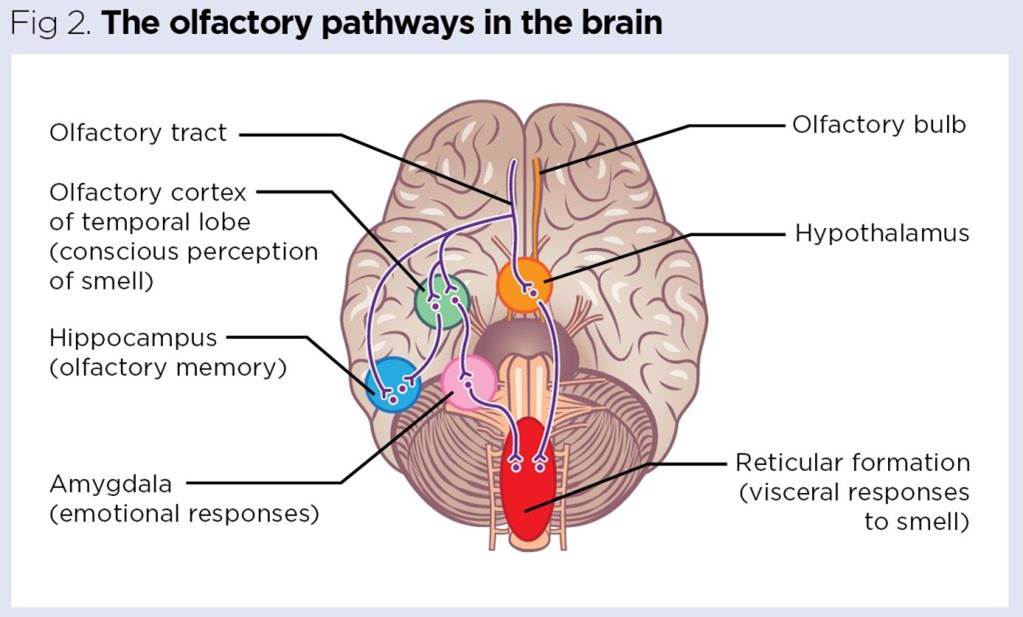 Fig 2. The olfactory pathways in the brain
Olfactory tract
Olfactory bulb
Olfactory cortex
of temporal lobe
(conscious perception
of smell)
Hypothalamus
Hippocampus
(olfactory memory)
Amygdala
(emotional responses)
Reticular formation
(visceral responses
to smell)